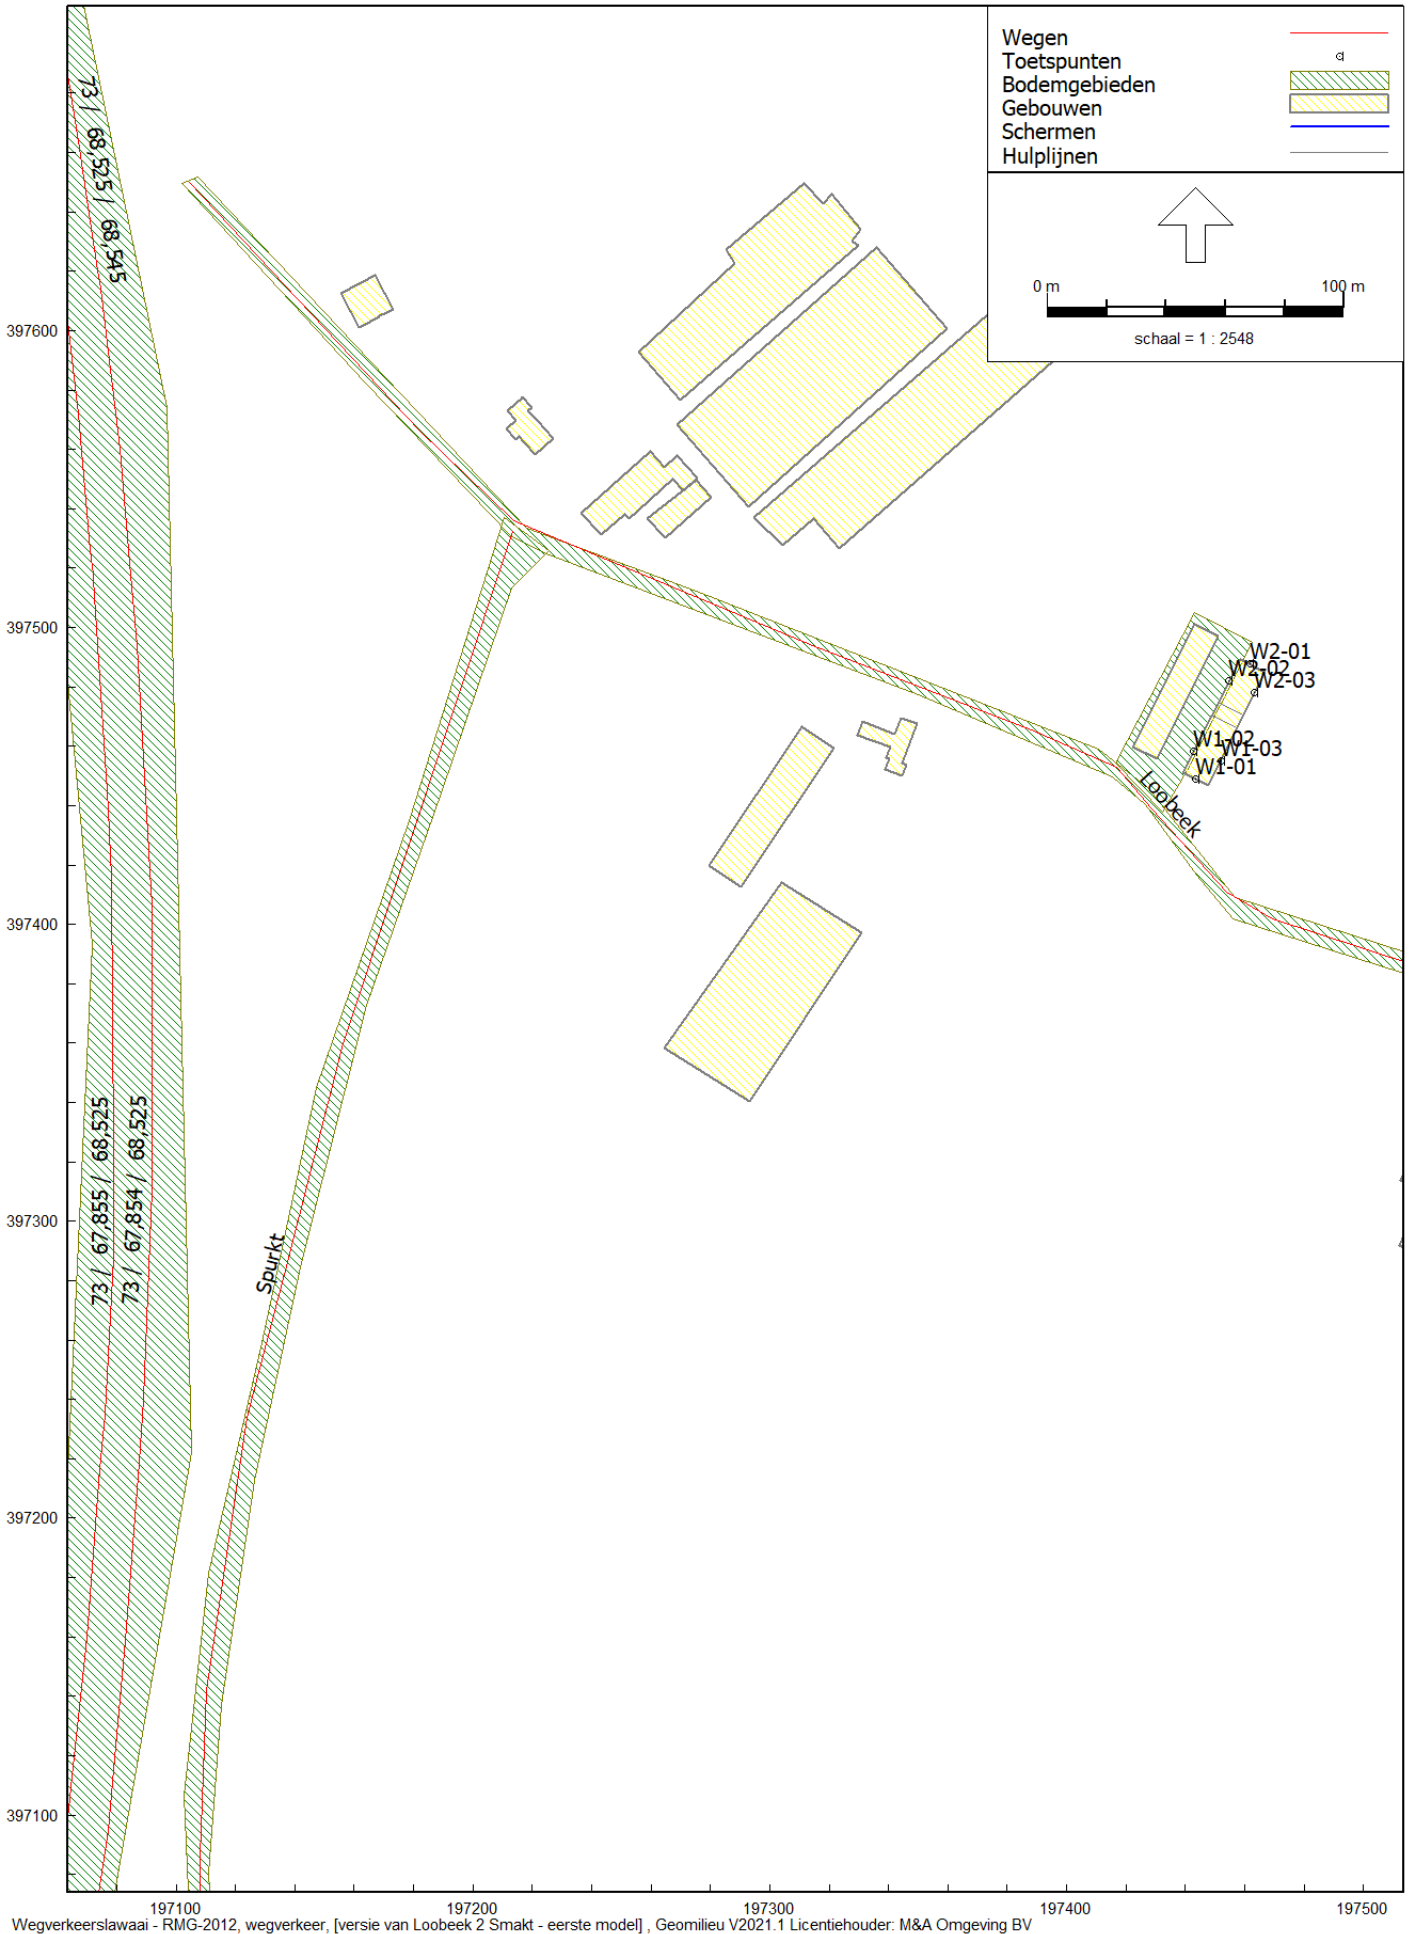 Wegen
Toetspunten
Bodemgebieden
Gebouwen
Schermen
Hulplijnen
0 m 100 m
schaal = 1 : 2548
73 / 68,525 / 68,545
397600
397500
397400
397300
397200
397100
W2-01
W2-02
W2-03
W1-02
W1-03
W1-01
Loobeek
73 / 67,855 / 68,525
73 / 67,854 / 68,525
Spurkt
197100 197200 197300 197400 197500
Wegverkeerslawaai - RMG-2012, wegverkeer, [versie van Loobeek 2 Smakt - eerste model] , Geomilieu V2021.1 Licentiehouder: M&A Omgeving BV